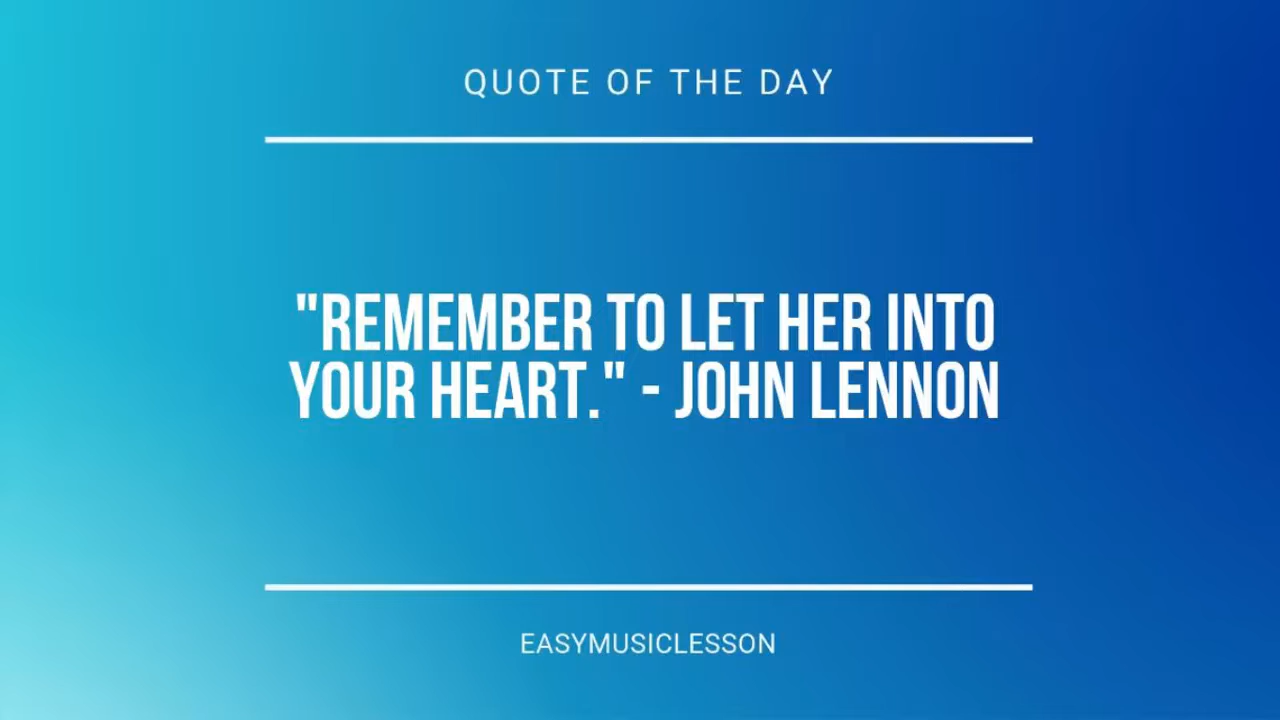 QUOTE OF THE DAY
"REMEMBER TO LET HER INTO
YOUR HEART." - JOHN LENNON
EASYMUSICLESSON